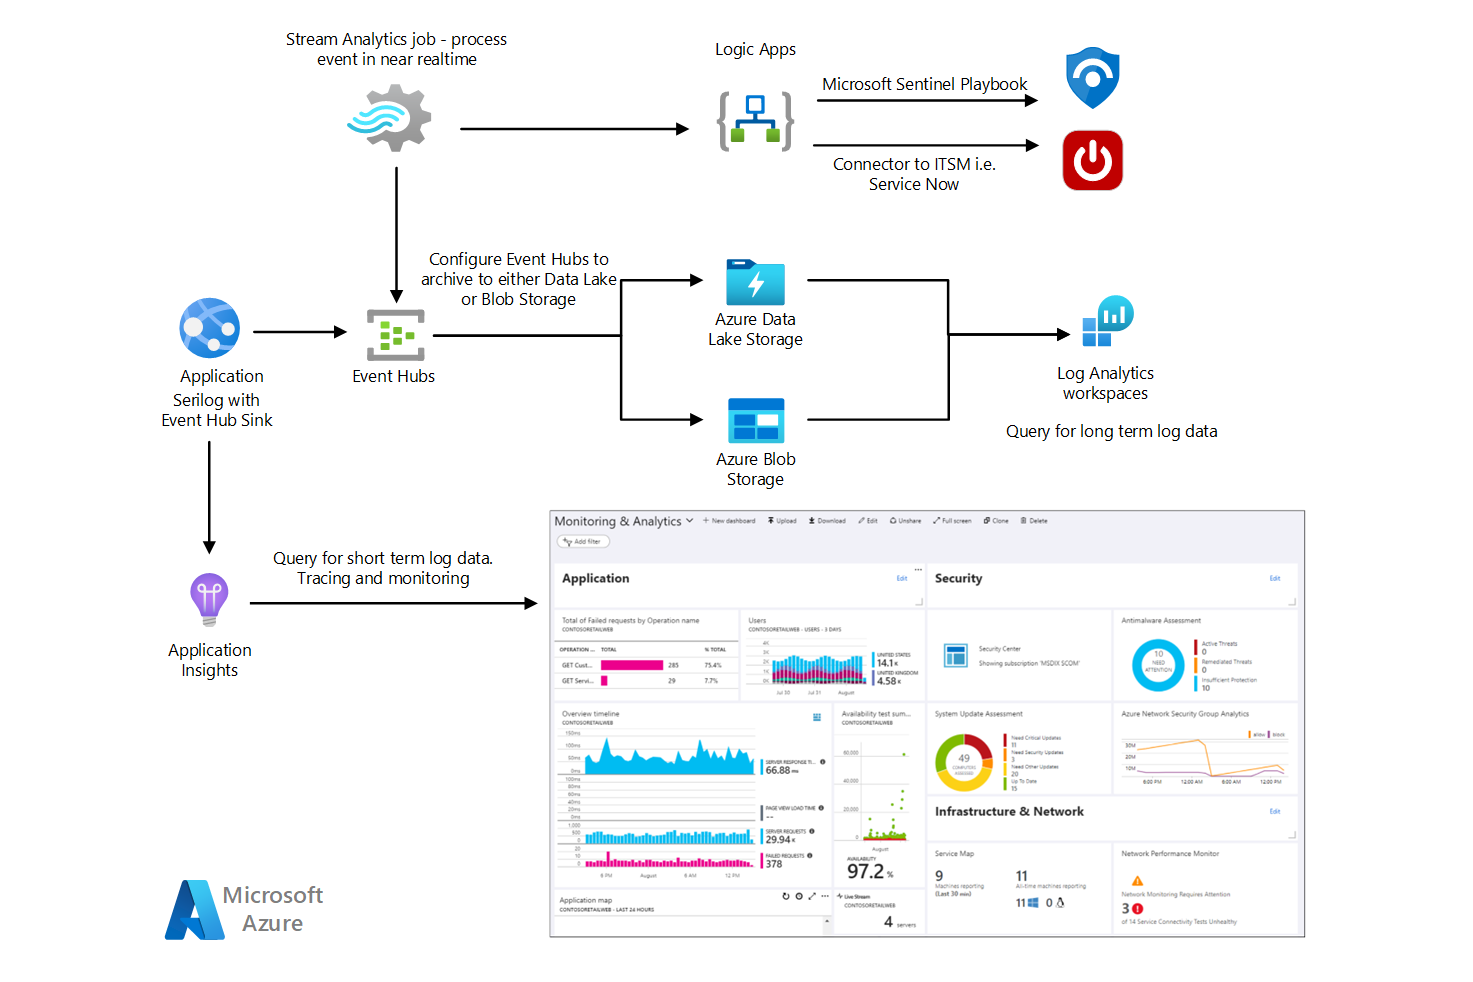 Stream Analytics job - process
event in near realtime
Logic Apps
Microsoft Sentinel Playbook
Connector to ITSM i.e.
Service Now
Configure Event Hubs to
archive to either Data Lake
or Blob Storage
Azure Data
Lake Storage
Application
Serilog with
Event Hub Sink
Event Hubs
Log Analytics
workspaces
Query for long term log data
Azure Blob
Storage
Query for short term log data.
Tracing and monitoring
Application
Insights
Monitoring & Analytics
New dashboard
Upload
Download
Edit
Unshare
Full screen
Clone
Delete
Add filter
Application
Edit
Total of Failed requests by Operation name
CONTOSORETAILWEB
OPERATION ... TOTAL % TOTAL
GET Cust... 285 75.4%
GET Servi... 29 7.7%
Users
CONTOSORETAILWEB - USERS - 3 DAYS
4K
3K
2K
1K
0K
Jul 30 Jul 31 August
UNITED STATES
14.1 K
UNITED KINGDOM
4.58 K
Overview timeline
CONTOSORETAILWEB
150ms
100ms
50ms
0ms
100ms
80ms
60ms
40ms
20ms
0ms
1,000
500
0
20
10
0
6 PM August 6 AM 12 PM
SERVER RESPONSE TI...
66.88 ms
PAGE VIEW LOAD TIME
--
SERVER REQUESTS
29.94 K
FAILED REQUESTS
378
Availability test sum...
CONTOSORETAILWEB
60,000
40,000
20,000
0
August
AVAILABILITY
97.2 %
Application map
CONTOSORETAILWEB - LAST 24 HOURS
Live Stream
CONTOSORETAILWEB
4 servers
Security
Edit
Security Center
Showing subscription 'MSDIX SCOM'
Antimalware Assessment
10
NEED
ATTENTION
Active Threats
0
Remediated Threats
0
Insufficient Protection
10
System Update Assessment
49
COMPUTERS
ASSESSED
Need Critical Updates
11
Need Security Updates
3
Need Other Updates
20
Up To Date
15
Azure Network Security Group Analytics
allow block
30M
20M
10M
6:00 PM 12:00 AM 6:00 AM 12:00 PM
Infrastructure & Network
Edit
Service Map
9
Machines reporting
(Last 30 min)
11
All-time machines reporting
11 0
Network Performance Monitor
Network Monitoring Requires Attention
3
of 14 Service Connectivity Tests Unhealthy
Microsoft
Azure